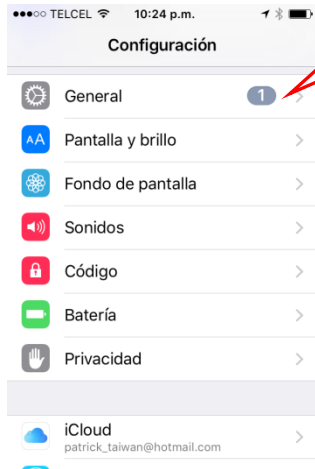 TELCEL 10:24 p.m.
Configuración
General 1
AA Pantalla y brillo
Fondo de pantalla
Sonidos
Código
Batería
Privacidad
iCloud
patrick_taiwan@hotmail.com